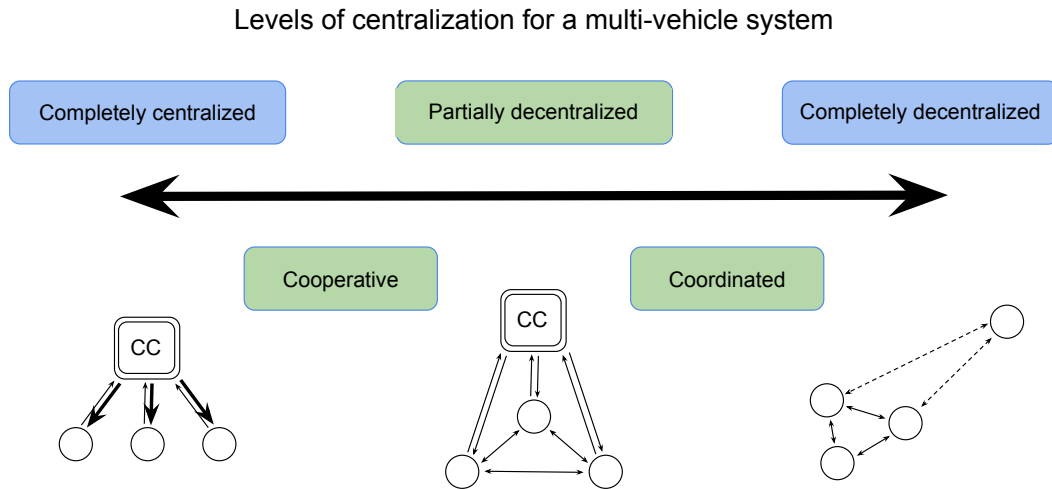 Levels of centralization for a multi-vehicle system
Completely centralized
Partially decentralized
Completely decentralized
Cooperative
Coordinated
CC
CC